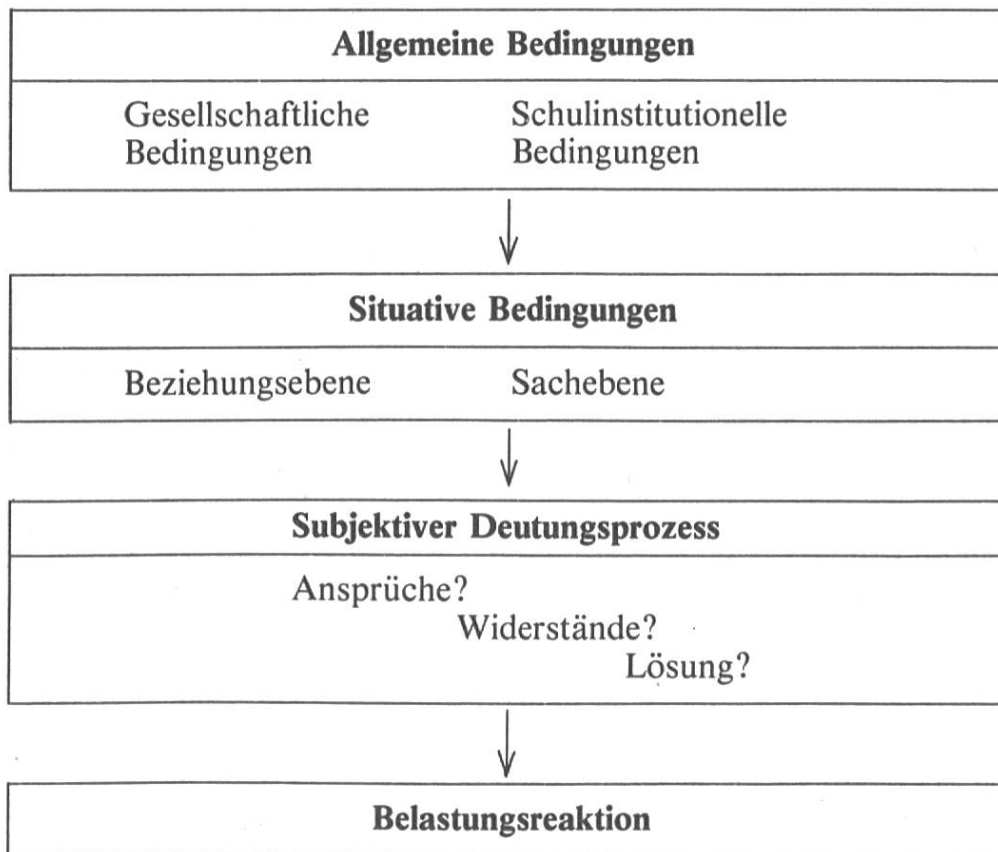 Allgemeine Bedingungen
Gesellschaftliche Schulinstitutionelle
Bedingungen Bedingungen
Situative Bedingungen
Beziehungsebene Sachebene
Subjektiver Deutungsprozess
Ansprüche?
Widerstände?
Lösung?
Belastungsreaktion